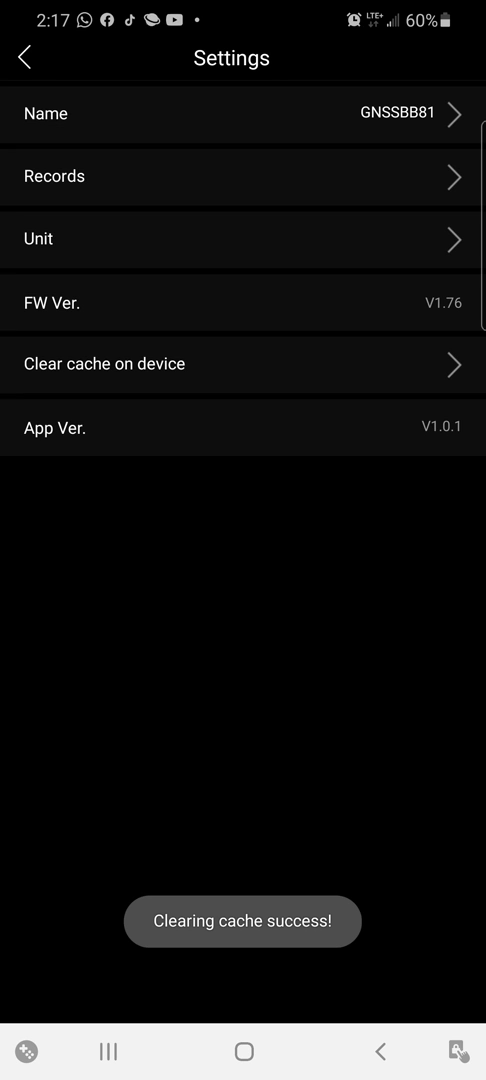 2:17 LTE+ 60%
Settings
Name GNSSBB81
Records
Unit
FW Ver. V1.76
Clear cache on device
App Ver. V1.0.1
Clearing cache success!